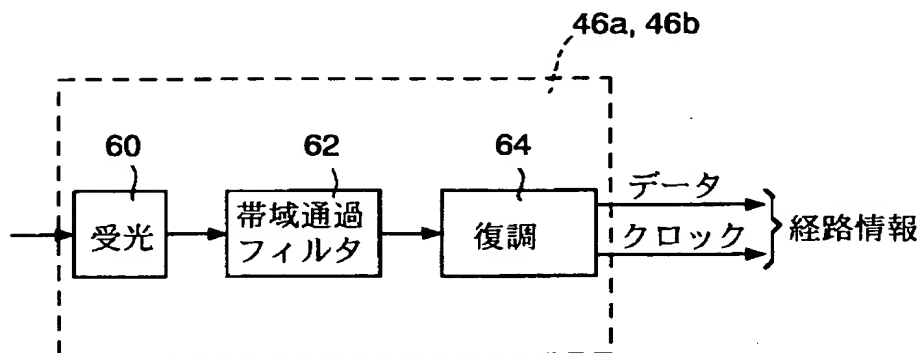 46a, 46b
60
62
64
受光
帯域通過
フィルタ
復調
データ
クロック
経路情報